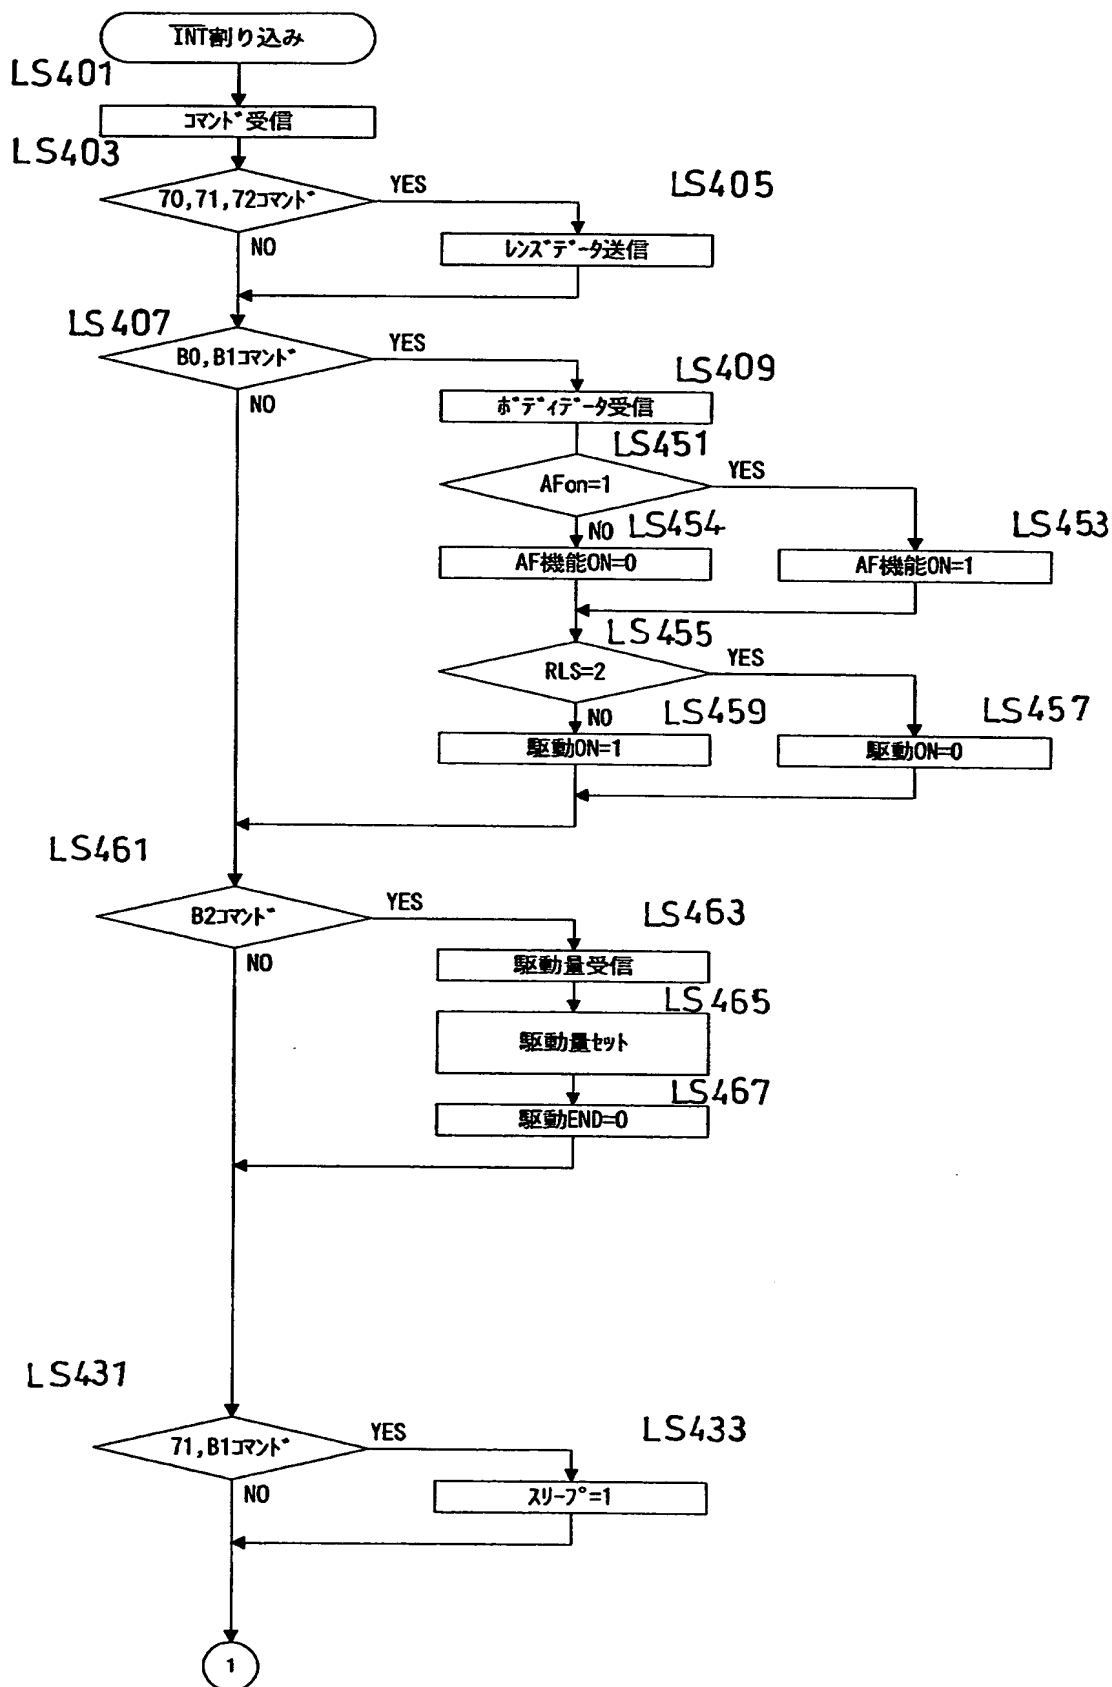 INT割り込み
LS401
コマンド受信
LS403
70,71,72コマンド
YES
LS405
NO
レンズデータ送信
LS407
B0,B1コマンド
YES
LS409
NO
ボディデータ受信
LS451
AFon=1
YES
NO
LS454
LS453
AF機能ON=0
AF機能ON=1
LS455
RLS=2
YES
NO
LS459
LS457
駆動ON=1
駆動ON=0
LS461
B2コマンド
YES
LS463
NO
駆動量受信
LS465
駆動量セット
LS467
駆動END=0
LS431
71,B1コマンド
YES
LS433
NO
スリープ=1
1